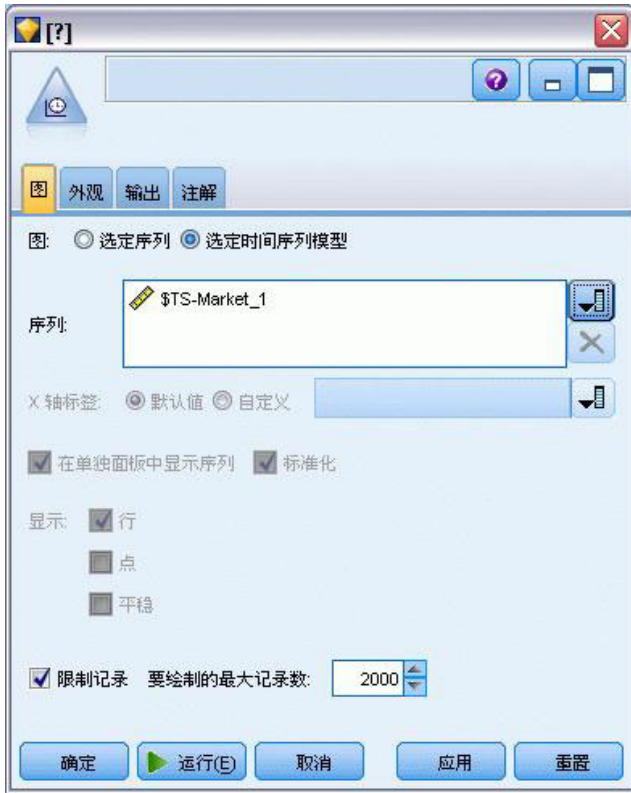 [?]
图 外观 输出 注解
图: 选定序列 选定时间序列模型
序列: $TS-Market_1
X 轴标签: 默认值 自定义
在单独面板中显示序列 标准化
显示: 行
点
平稳
限制记录 要绘制的最大记录数: 2000
确定 运行(E) 取消 应用 重置